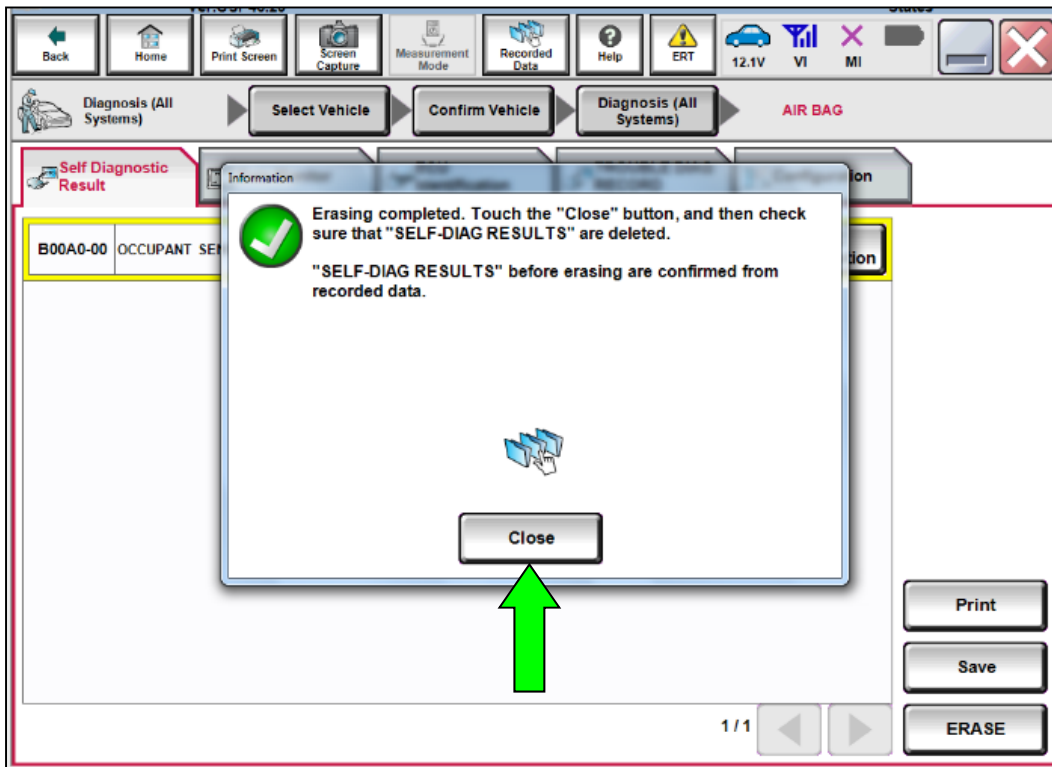 Back
Home
Print Screen
Screen
Capture
Measurement
Mode
Recorded
Data
Help
ERT
12.1V
VI
MI
Diagnosis (All
Systems)
Select Vehicle
Confirm Vehicle
Diagnosis (All
Systems)
AIR BAG
Self Diagnostic
Result
Information
Erasing completed. Touch the "Close" button, and then check
sure that "SELF-DIAG RESULTS" are deleted.
"SELF-DIAG RESULTS" before erasing are confirmed from
recorded data.
B00A0-00 OCCUPANT
Close
Print
Save
1 / 1
ERASE